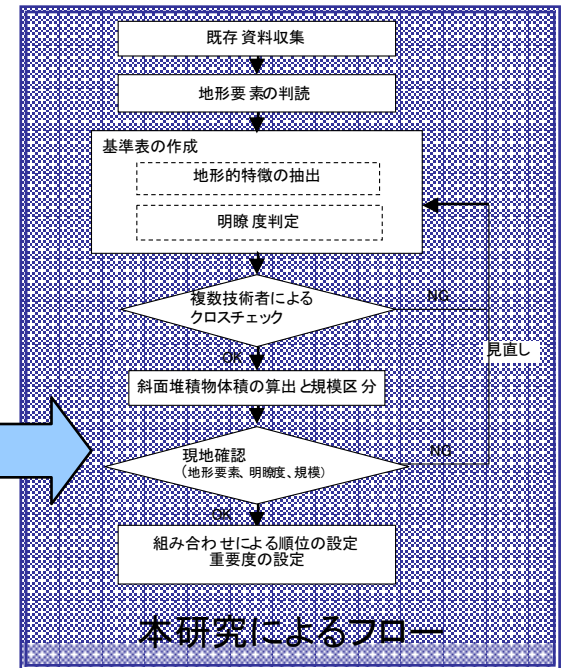 既存資料収集
地形要素の判読
基準表の作成
地形的特徴の抽出
明瞭度判定
複数技術者による
クロスチェック
NG
見直し
OK
斜面堆積物体積の算出と規模区分
現地確認
(地形要素、明瞭度、規模)
NG
OK
組み合わせによる順位の設定
重要度の設定
本研究によるフロー